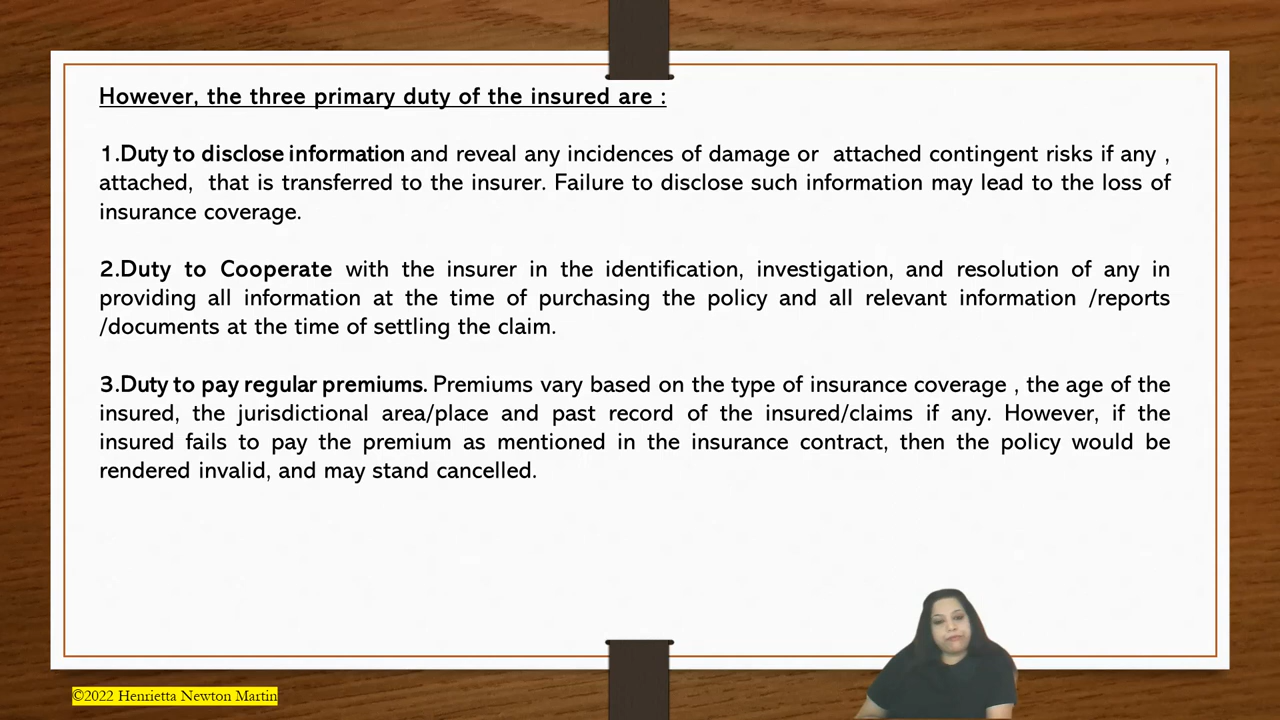 However, the three primary duty of the insured are :
1.Duty to disclose information and reveal any incidences of damage or attached contingent risks if any ,
attached, that is transferred to the insurer. Failure to disclose such information may lead to the loss of
insurance coverage.
2.Duty to Cooperate with the insurer in the identification, investigation, and resolution of any in
providing all information at the time of purchasing the policy and all relevant information /reports
/documents at the time of settling the claim.
3.Duty to pay regular premiums. Premiums vary based on the type of insurance coverage , the age of the
insured, the jurisdictional area/place and past record of the insured/claims if any. However, if the
insured fails to pay the premium as mentioned in the insurance contract, then the policy would be
rendered invalid, and may stand cancelled.
©2022 Henrietta Newton Martin